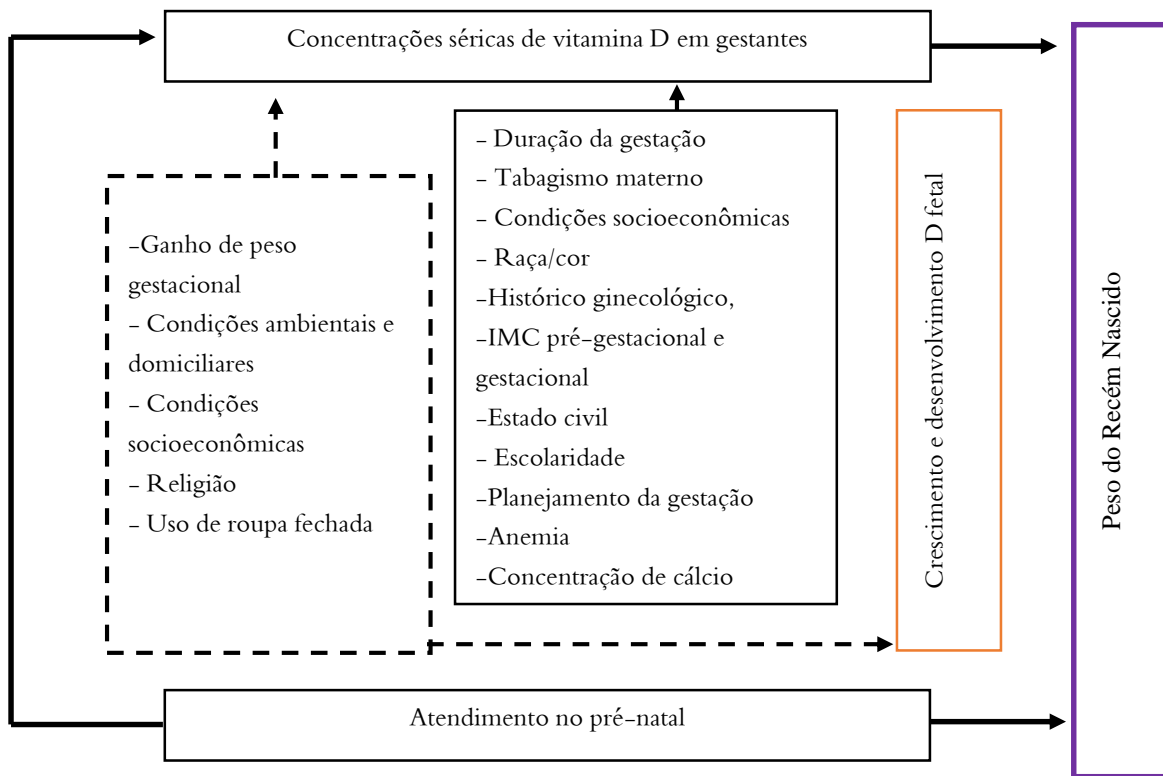 Concentrações séricas de vitamina D em gestantes
-Ganho de peso
gestacional
- Condições ambientais e
domiciliares
- Condições
socioeconômicas
- Religião
- Uso de roupa fechada
- Duração da gestação
- Tabagismo materno
- Condições socioeconômicas
- Raça/cor
-Histórico ginecológico,
-IMC pré-gestacional e
gestacional
-Estado civil
- Escolaridade
-Planejamento da gestação
-Anemia
-Concentração de cálcio
Crescimento e desenvolvimento D fetal
Peso do Recém Nascido
Atendimento no pré-natal